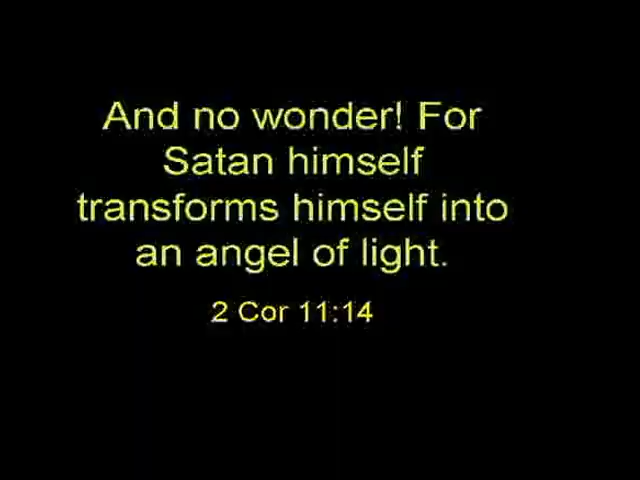 And no wonder! For
Satan himself
transforms himself into
an angel of light.
2 Cor 11:14